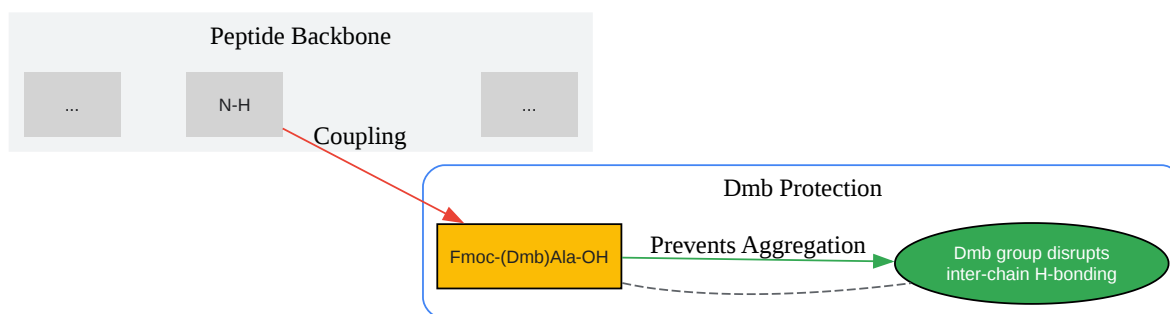 Peptide Backbone
...
N-H
...
Coupling
Dmb Protection
Fmoc-(Dmb)Ala-OH
Prevents Aggregation
Dmb group disrupts
inter-chain H-bonding